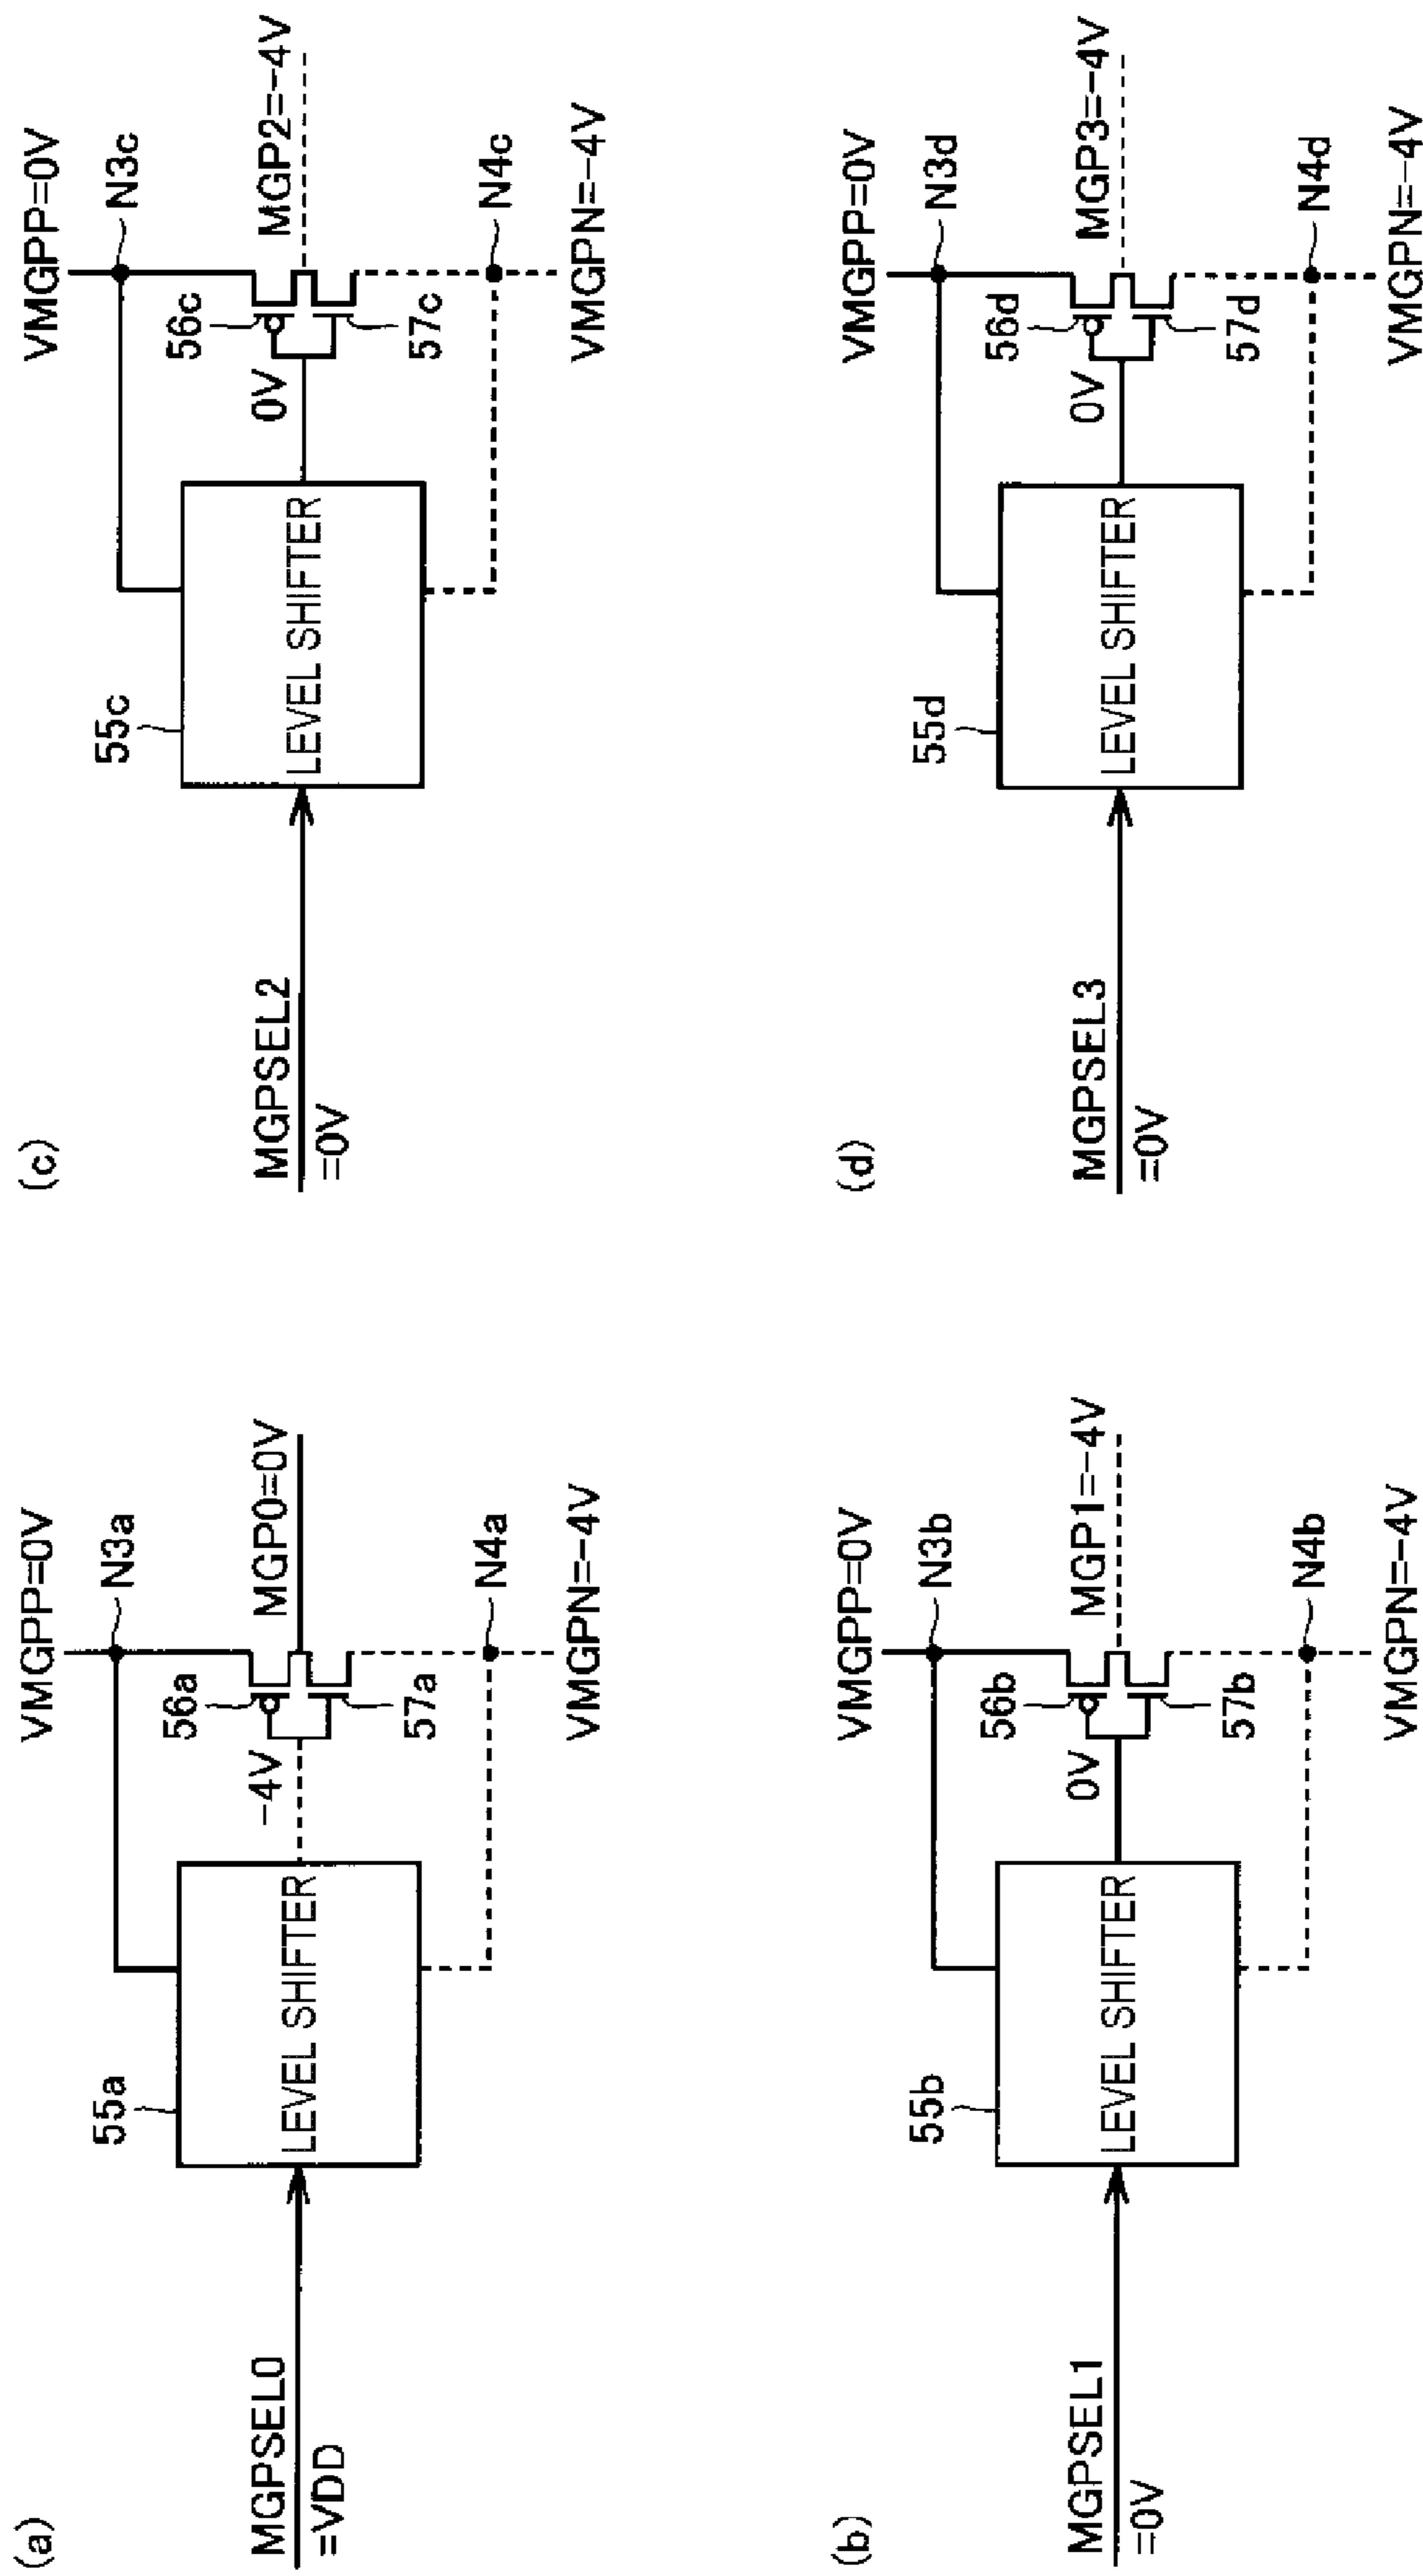 (a)
VMGPP=0V
N3a
55a
56a
MGPSEL0
=VDD
LEVEL SHIFTER
-4V
MGP0=0V
57a
N4a
VMGPN=-4V
(b)
VMGPP=0V
N3b
55b
56b
MGPSEL1
=0V
LEVEL SHIFTER
0V
MGP1=-4V
57b
N4b
VMGPN=-4V
(c)
VMGPP=0V
N3c
55c
56c
MGPSEL2
=0V
LEVEL SHIFTER
0V
MGP2=-4V
57c
N4c
VMGPN=-4V
(d)
VMGPP=0V
N3d
55d
56d
MGPSEL3
=0V
LEVEL SHIFTER
0V
MGP3=-4V
57d
N4d
VMGPN=-4V